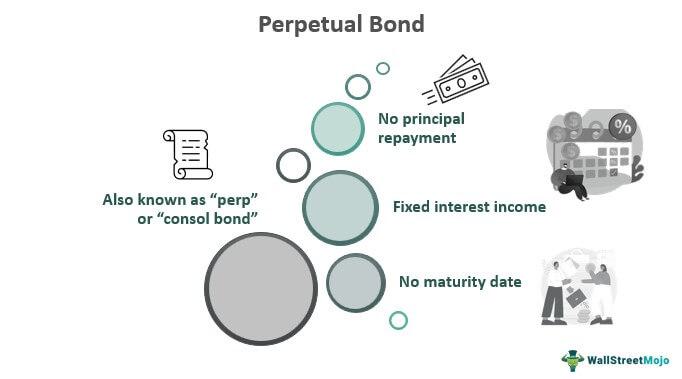 Perpetual Bond
No principal
repayment
%
Also known as “perp”
or “consol bond”
Fixed interest income
No maturity date
WallStreetMojo